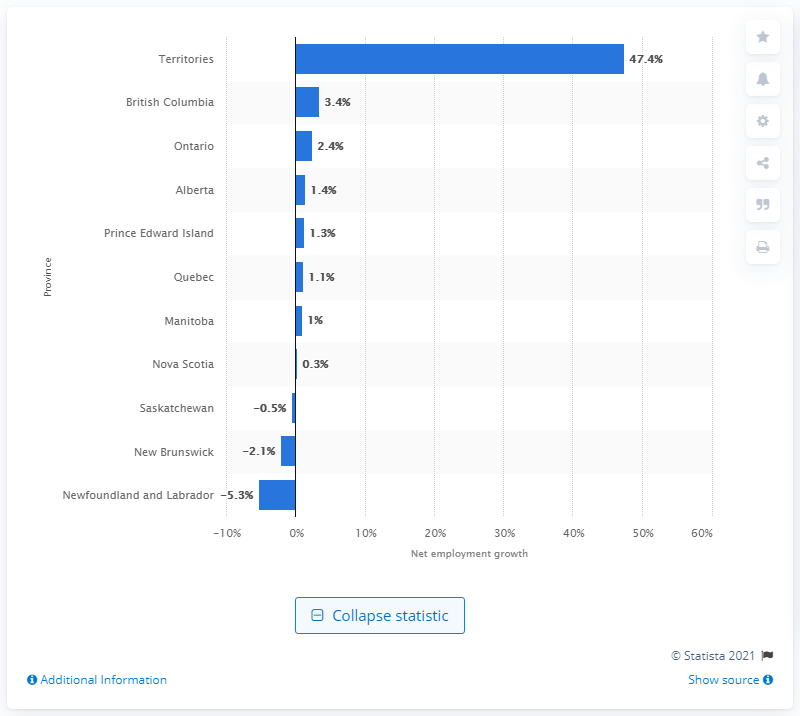 Territories 47.4%
British Columbia 3.4%
Ontario 2.4%
Alberta 1.4%
Prince Edward Island 1.3%
Province
Quebec 1.1%
Manitoba 1%
Nova Scotia 0.3%
Saskatchewan −0.5%
New Brunswick −2.1%
Newfoundland and Labrador −5.3%
−10% 0% 10% 20% 30% 40% 50% 60%
Net employment growth
Collapse statistic
© Statista 2021
Additional Information Show source